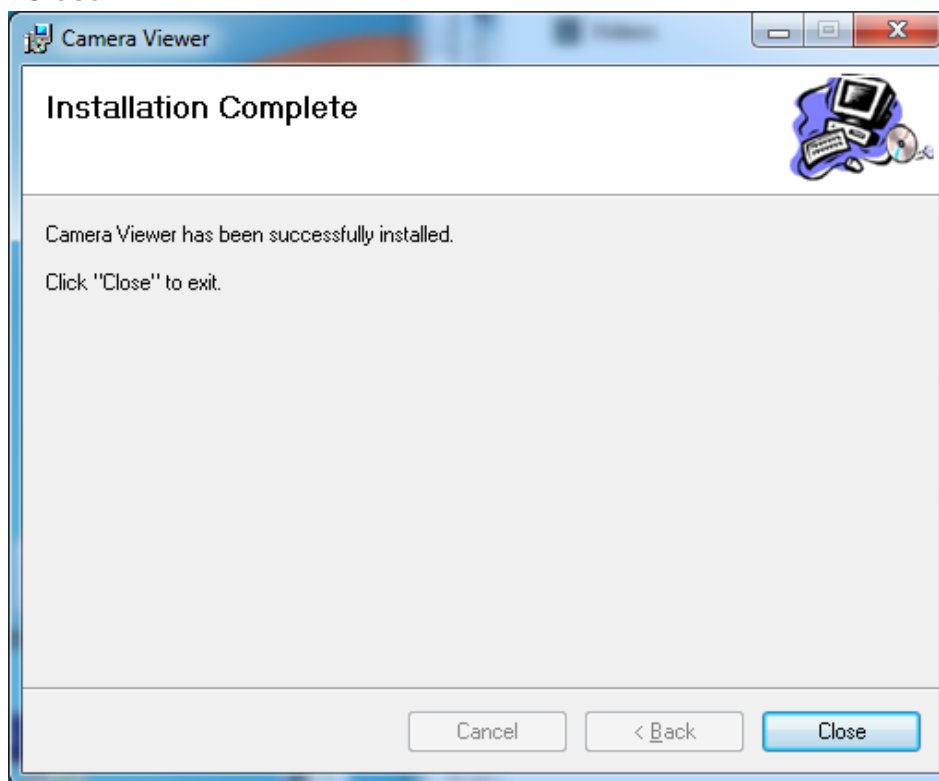 Camera Viewer
Installation Complete
Camera Viewer has been successfully installed.
Click "Close" to exit.
Cancel
< Back
Close